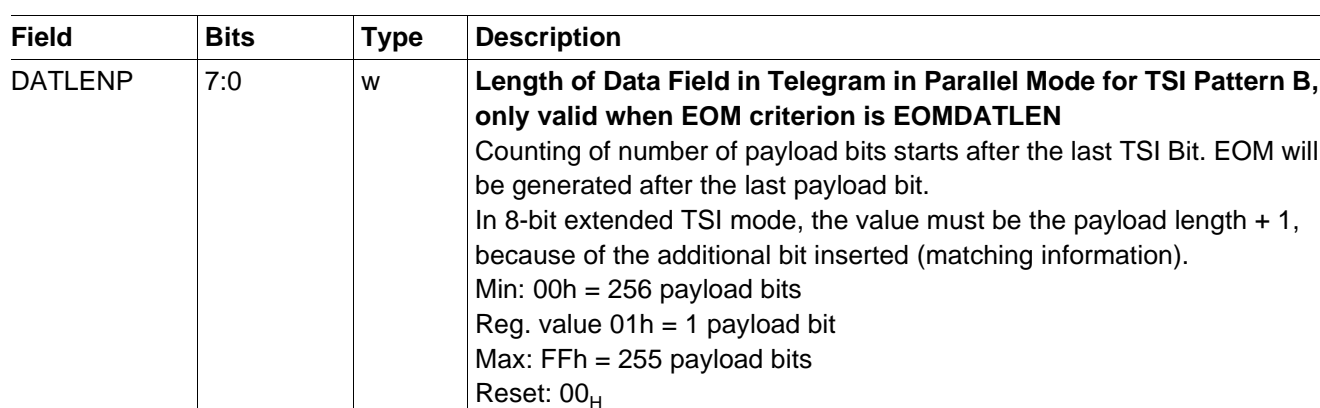 Field Bits Type Description
DATLENP 7:0 w Length of Data Field in Telegram in Parallel Mode for TSI Pattern B,
only valid when EOM criterion is EOMDATLEN
Counting of number of payload bits starts after the last TSI Bit. EOM will
be generated after the last payload bit.
In 8-bit extended TSI mode, the value must be the payload length + 1,
because of the additional bit inserted (matching information).
Min: 00h = 256 payload bits
Reg. value 01h = 1 payload bit
Max: FFh = 255 payload bits
Reset: 00H